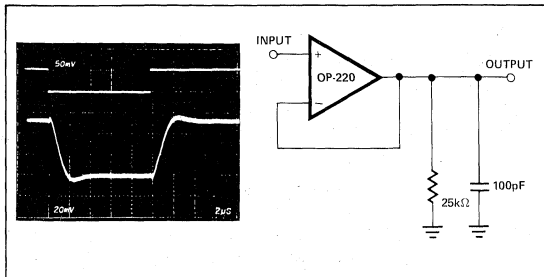 50mV
20mV
2µS
INPUT
+
OP-220
−
OUTPUT
25kΩ
100pF